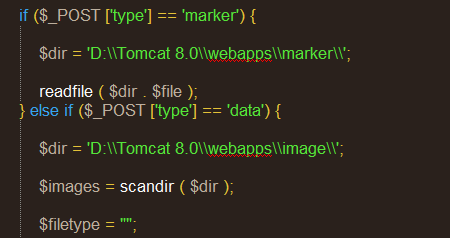 if ($_POST ['type'] == 'marker') {
$dir = 'D:\\Tomcat 8.0\\webapps\\marker\\';
readfile ( $dir . $file );
} else if ($_POST ['type'] == 'data') {
$dir = 'D:\\Tomcat 8.0\\webapps\\image\\';
$images = scandir ( $dir );
$filetype = "";